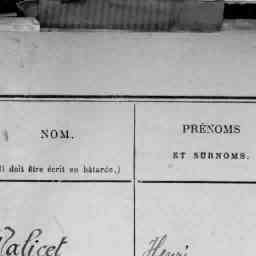 NOM.
il doit être écrit en bâtarde.)
PRÉNOMS
ET SURNOMS.
Valicet
Henri